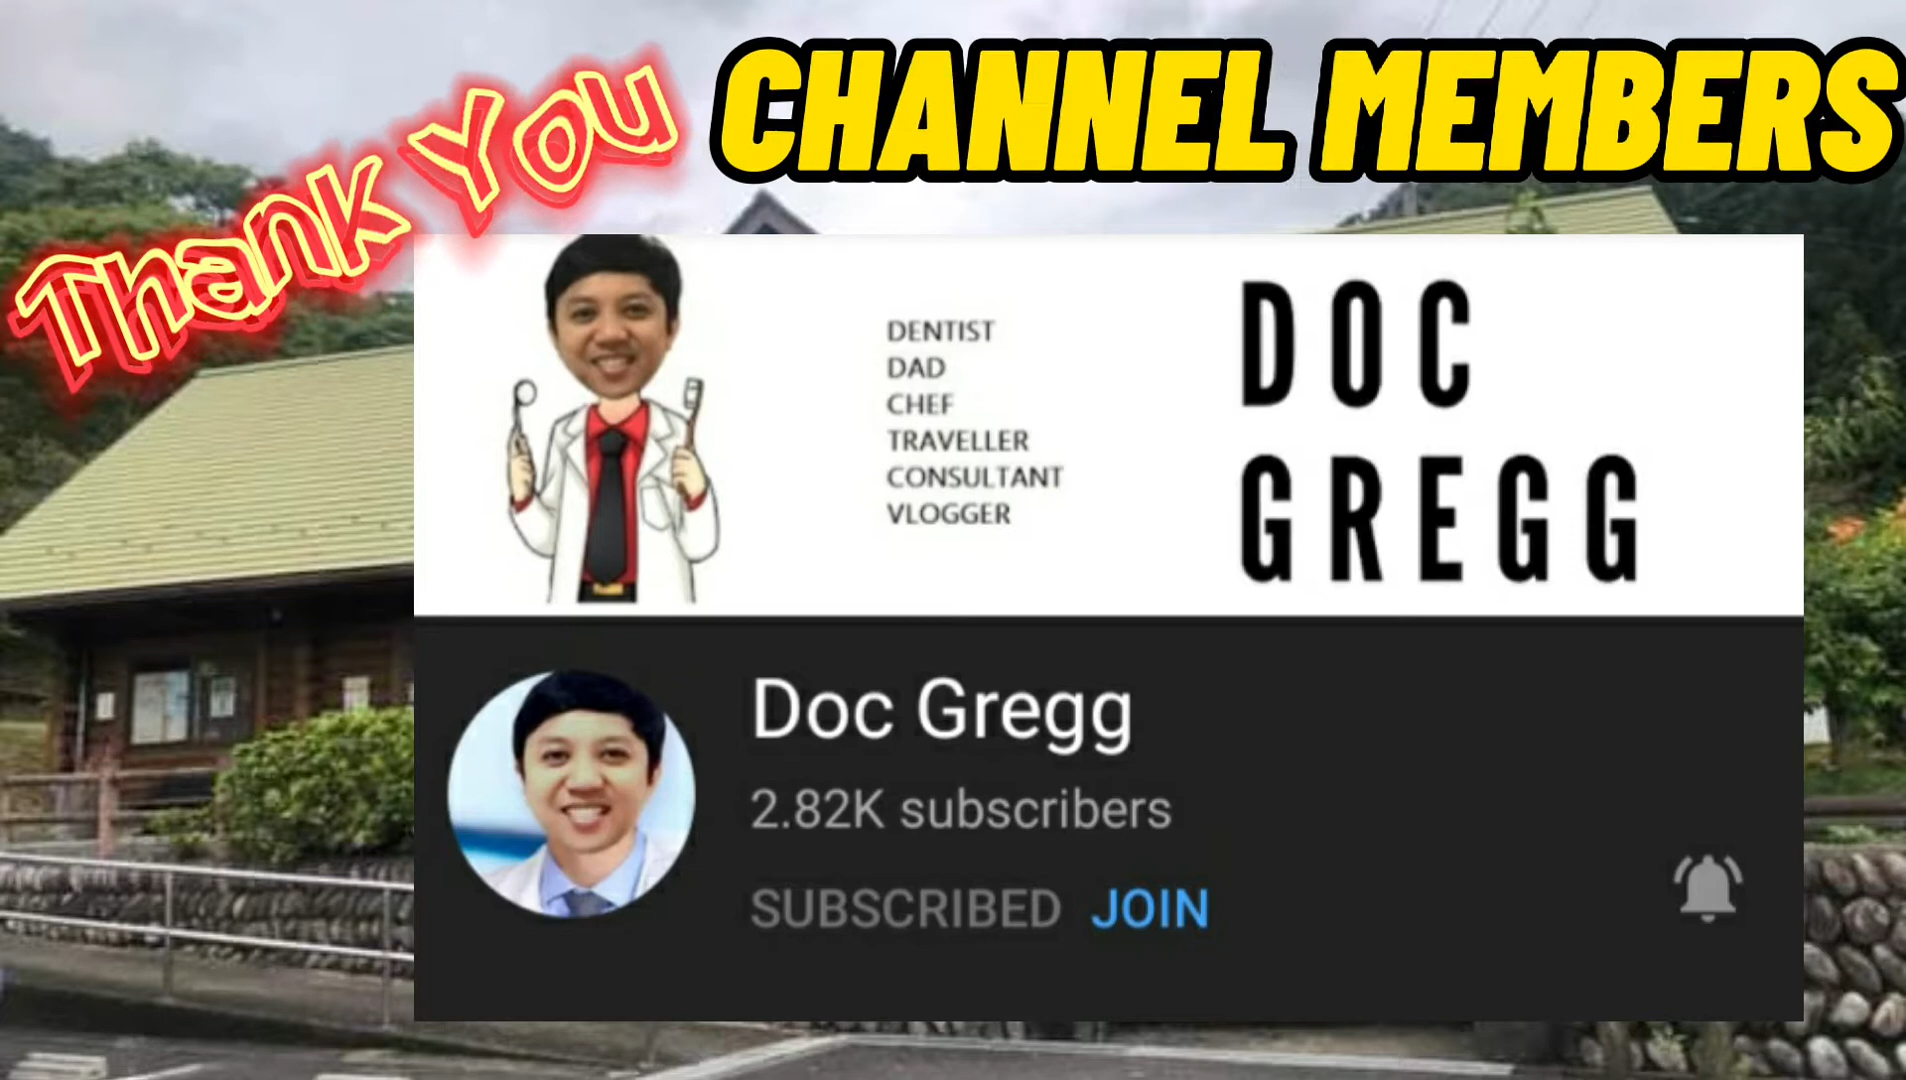 Thank You
CHANNEL MEMBERS
DENTIST
DAD
CHEF
TRAVELLER
CONSULTANT
VLOGGER
DOC
GREGG
Doc Gregg
2.82K subscribers
SUBSCRIBED JOIN